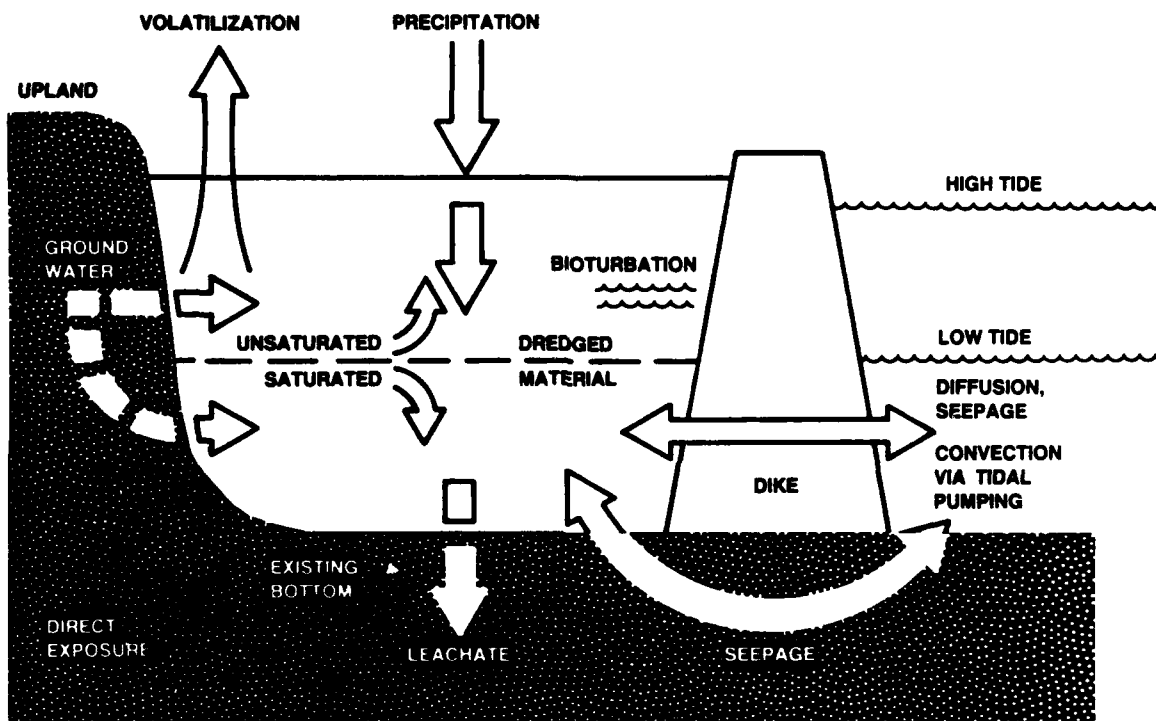 VOLATILIZATION
PRECIPITATION
UPLAND
HIGH TIDE
GROUND
WATER
BIOTURBATION
UNSATURATED
DREDGED
LOW TIDE
SATURATED
MATERIAL
DIFFUSION,
SEEPAGE
CONVECTION
VIA TIDAL
PUMPING
DIKE
EXISTING
BOTTOM
DIRECT
EXPOSURE
LEACHATE
SEEPAGE